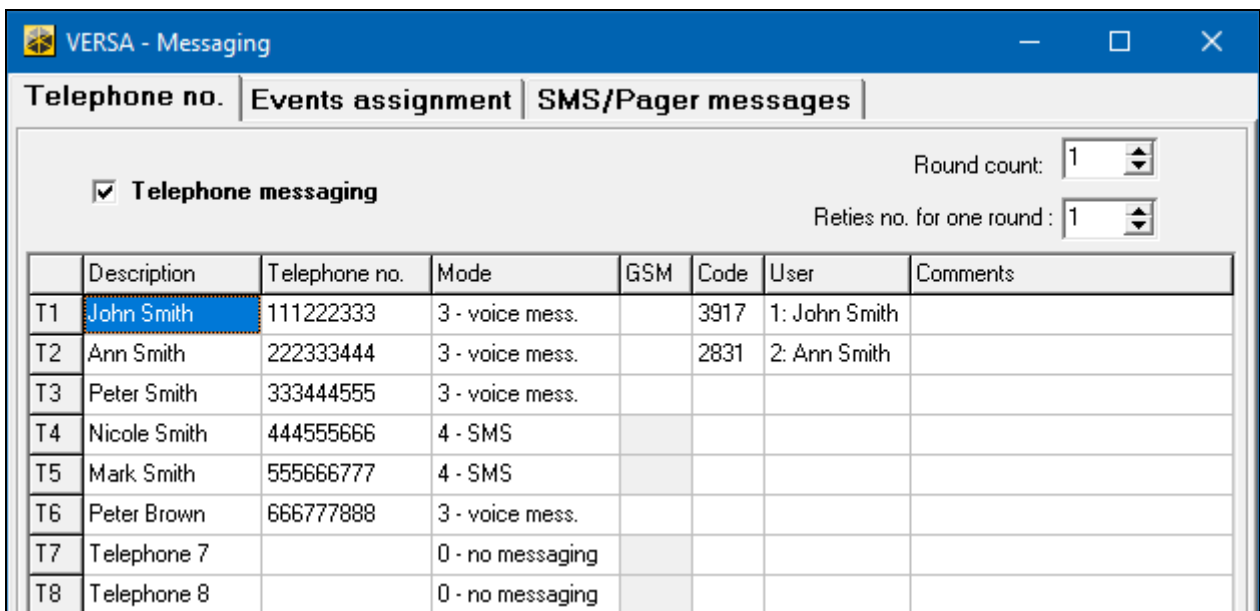 VERSA - Messaging
Telephone no. Events assignment SMS/Pager messages
Round count: 1
Telephone messaging
Reties no. for one round : 1
Description Telephone no. Mode GSM Code User Comments
T1 John Smith 111222333 3 - voice mess. 3917 1: John Smith
T2 Ann Smith 222333444 3 - voice mess. 2831 2: Ann Smith
T3 Peter Smith 333444555 3 - voice mess.
T4 Nicole Smith 444555666 4 - SMS
T5 Mark Smith 555666777 4 - SMS
T6 Peter Brown 666777888 3 - voice mess.
T7 Telephone 7 0 - no messaging
T8 Telephone 8 0 - no messaging